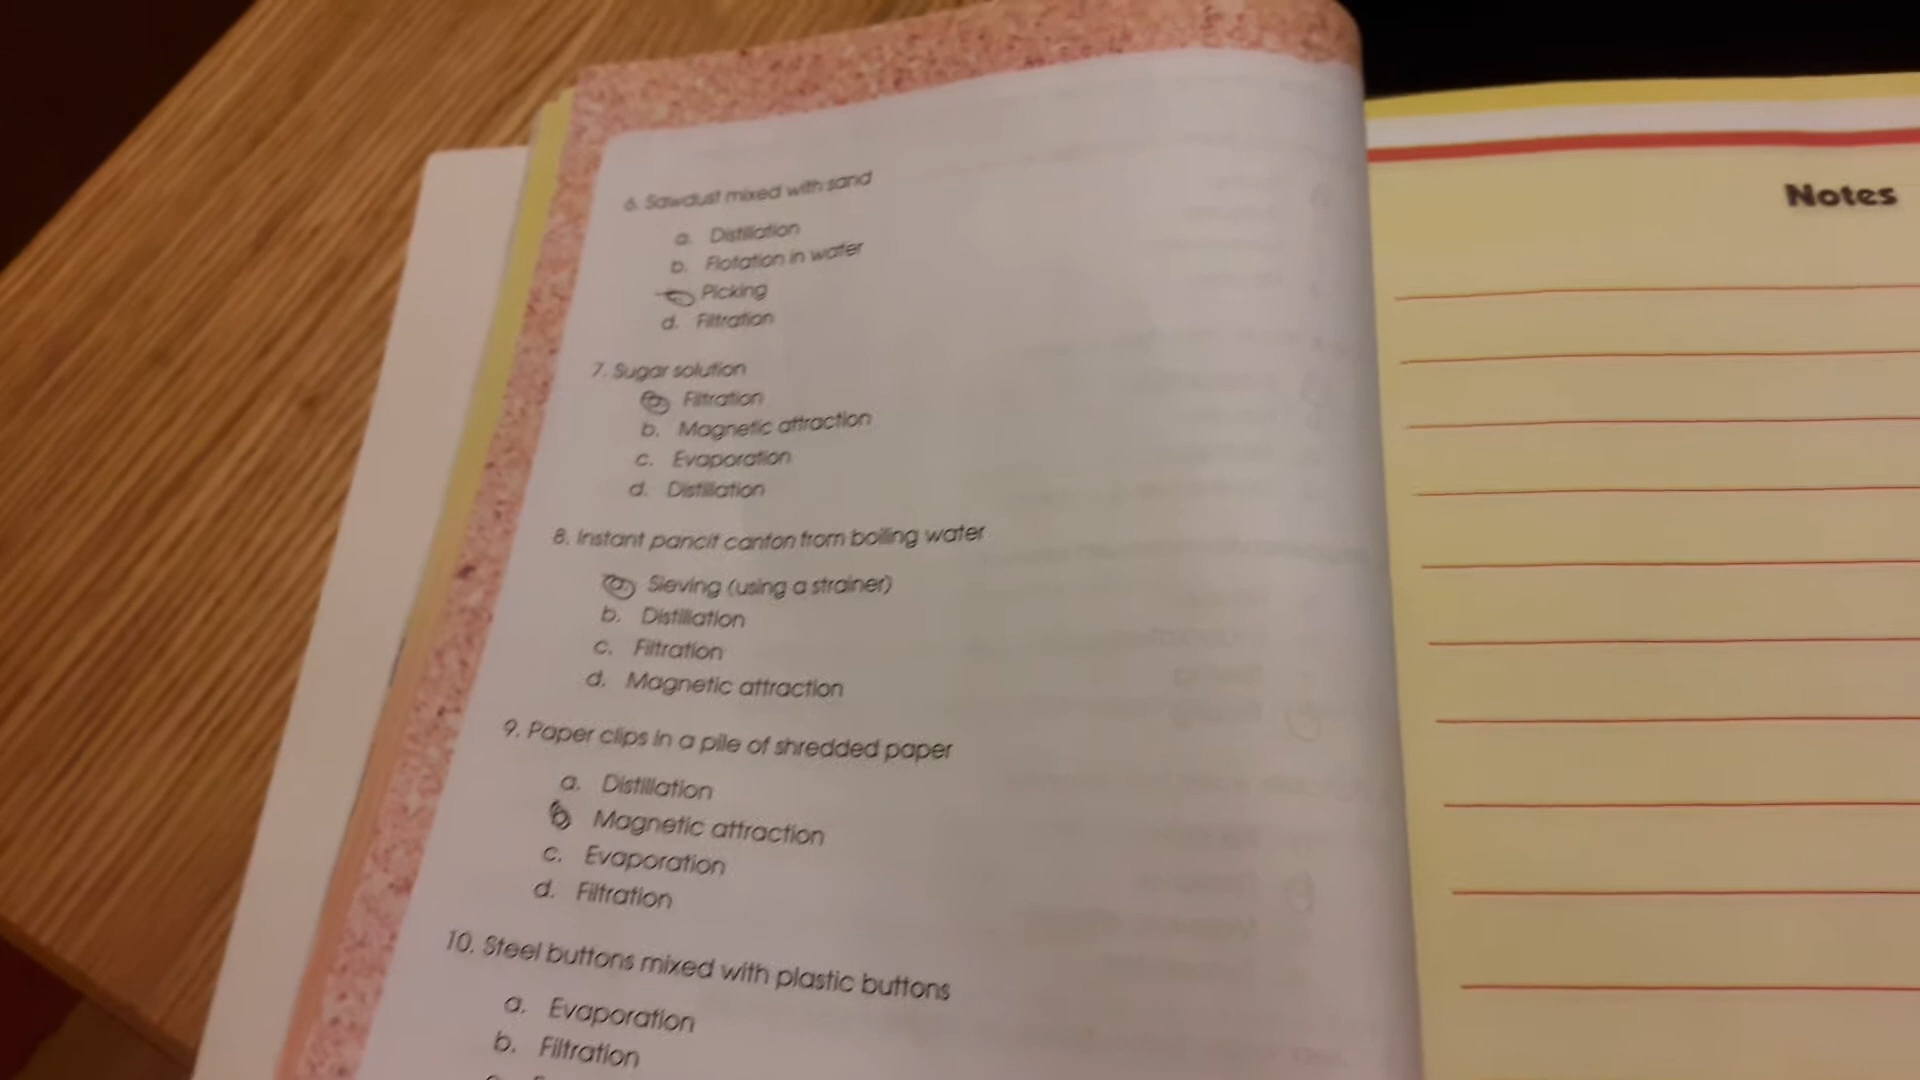 6. Sawdust mixed with sand
a. Distillation
b. Flotation in water
Picking
d. Filtration
7. Sugar solution
a. Filtration
b. Magnetic attraction
c. Evaporation
d. Distillation
8. Instant pancit canton from boiling water
a. Sieving (using a strainer)
b. Distillation
c. Filtration
d. Magnetic attraction
9. Paper clips in a pile of shredded paper
a. Distillation
b Magnetic attraction
c. Evaporation
d. Filtration
10. Steel buttons mixed with plastic buttons
a. Evaporation
b. Filtration
Notes